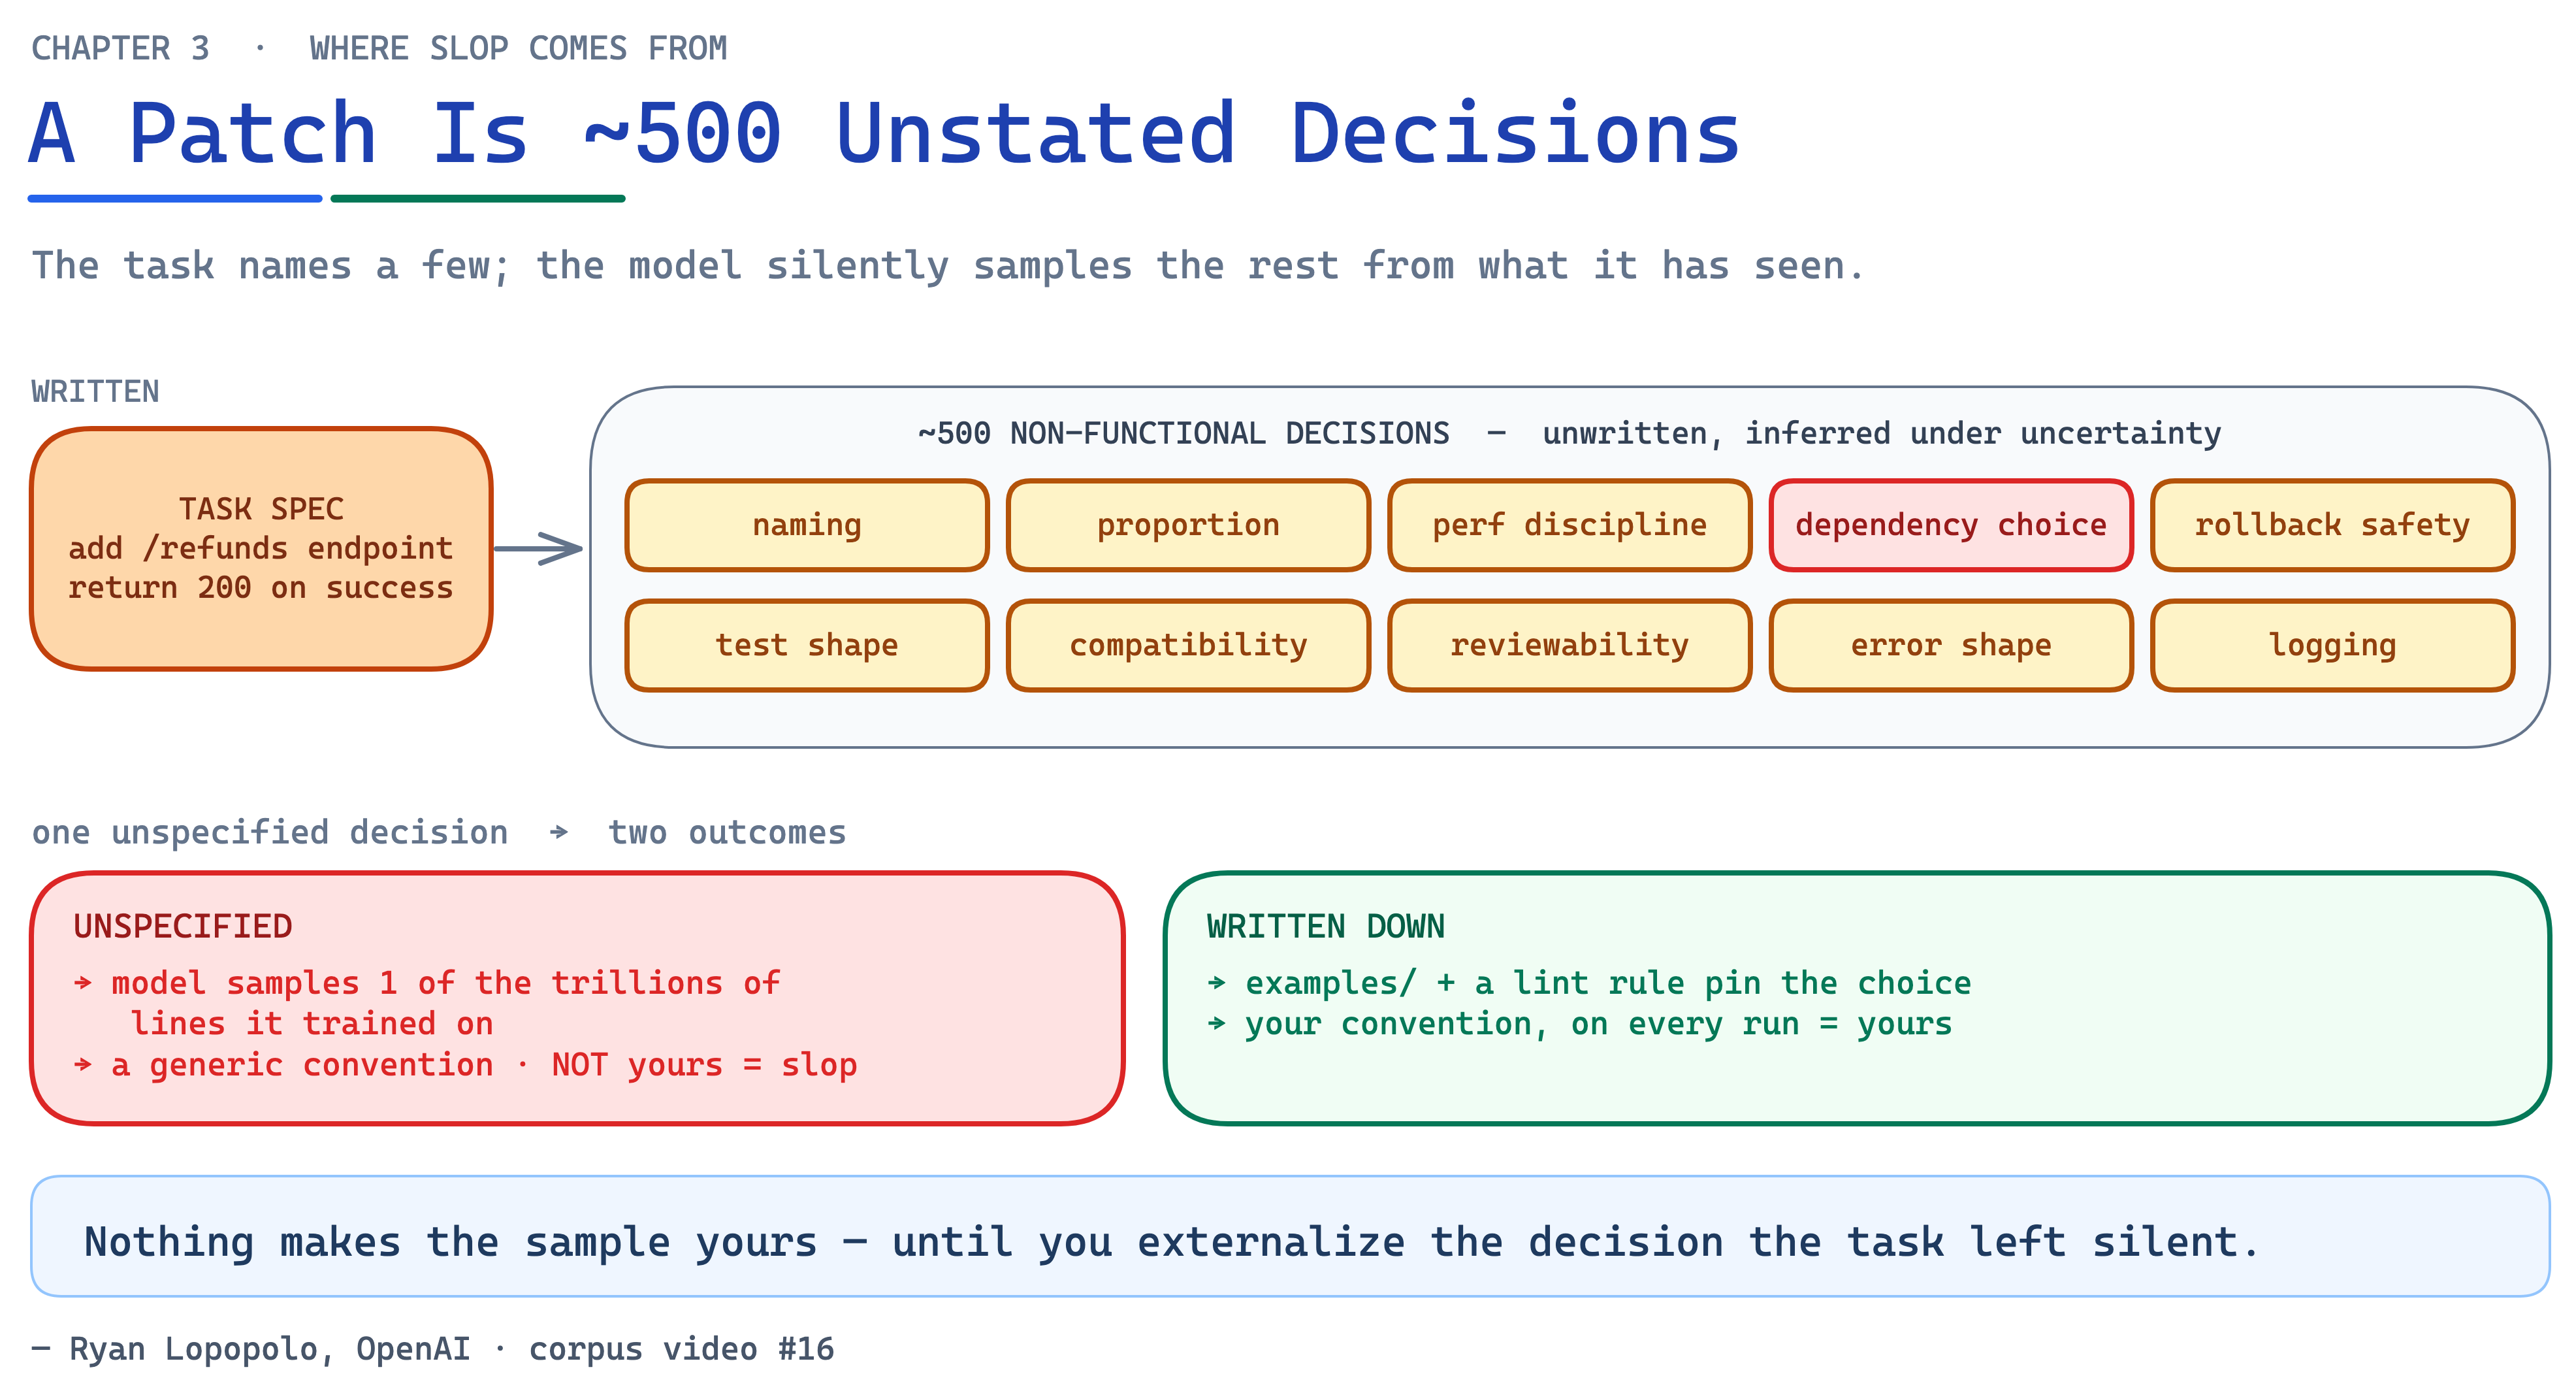 CHAPTER 3 · WHERE SLOP COMES FROM
A Patch Is ~500 Unstated Decisions
The task names a few; the model silently samples the rest from what it has seen.
WRITTEN
TASK SPEC
add /refunds endpoint
return 200 on success
~500 NON-FUNCTIONAL DECISIONS — unwritten, inferred under uncertainty
naming
proportion
perf discipline
dependency choice
rollback safety
test shape
compatibility
reviewability
error shape
logging
one unspecified decision → two outcomes
UNSPECIFIED
→ model samples 1 of the trillions of
lines it trained on
→ a generic convention · NOT yours = slop
WRITTEN DOWN
→ examples/ + a lint rule pin the choice
→ your convention, on every run = yours
Nothing makes the sample yours — until you externalize the decision the task left silent.
— Ryan Lopopolo, OpenAI · corpus video #16